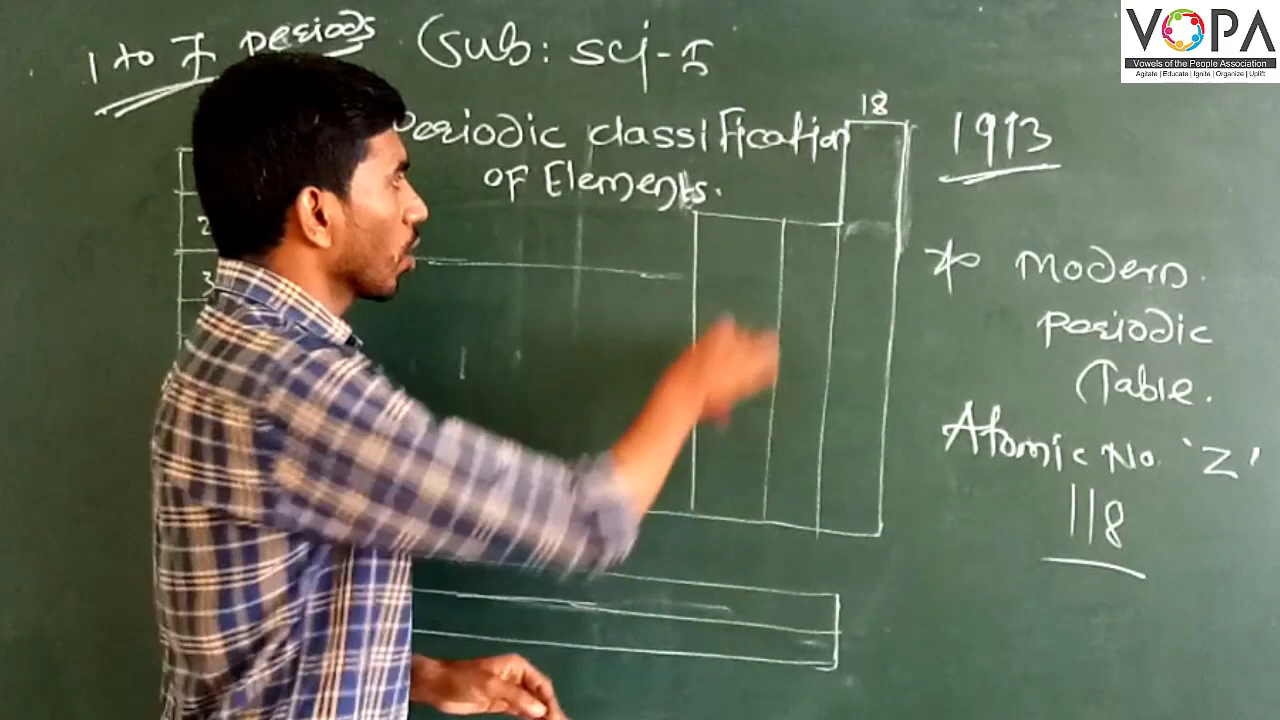 1 to 7 periods
Sub: sci-I
Periodic classification
of Elements.
18
1913
* Modern
Periodic
Table.
Atomic No. 'Z'
118
2
3
VOPA
Vowels of the People Association
Agitate | Educate | Ignite | Organize | Uplift